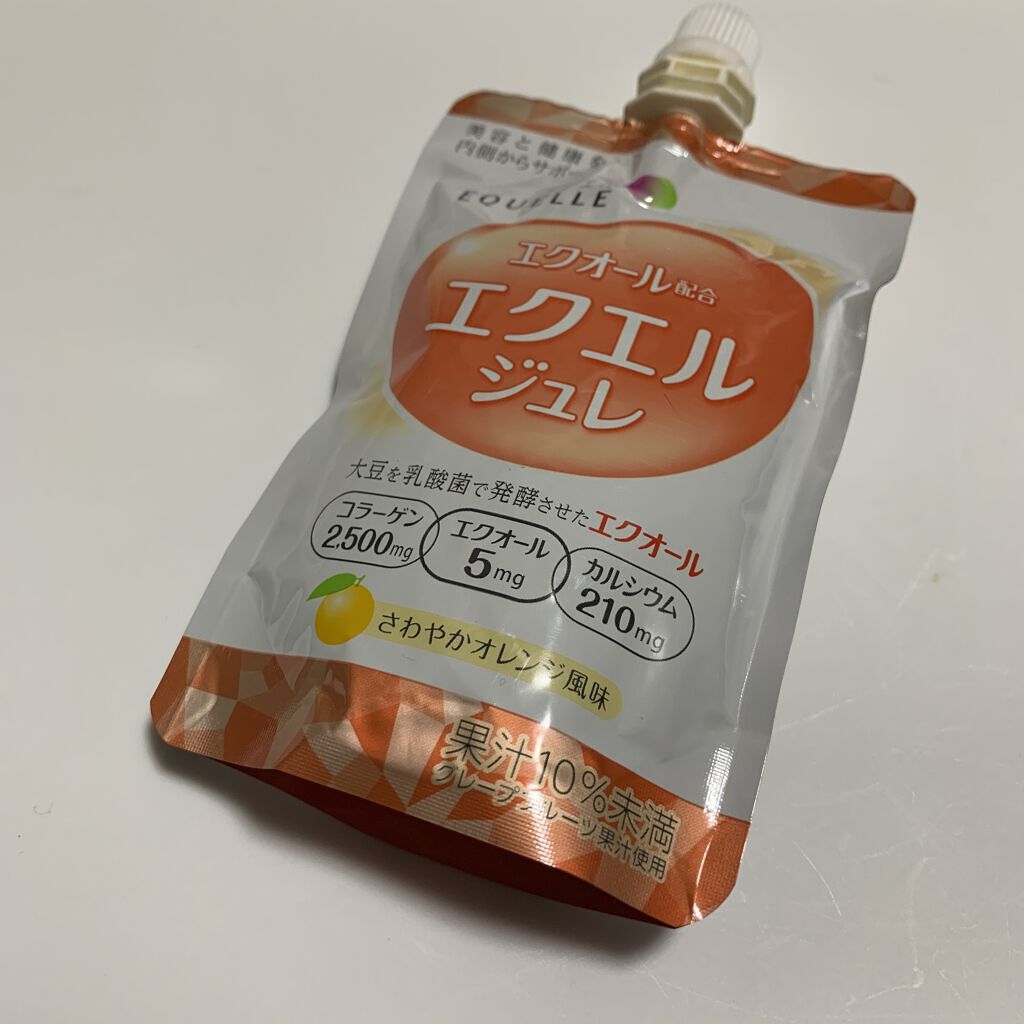 美容と健康を
内側からサポー
EQUELLE
エクオール配合
エクエル
ジュレ
大豆を乳酸菌で発酵させたエクオール
コラーゲン
2,500mg
エクオール
5mg
カルシウム
210mg
さわやかオレンジ風味
果汁10%未満
グレープフルーツ果汁使用